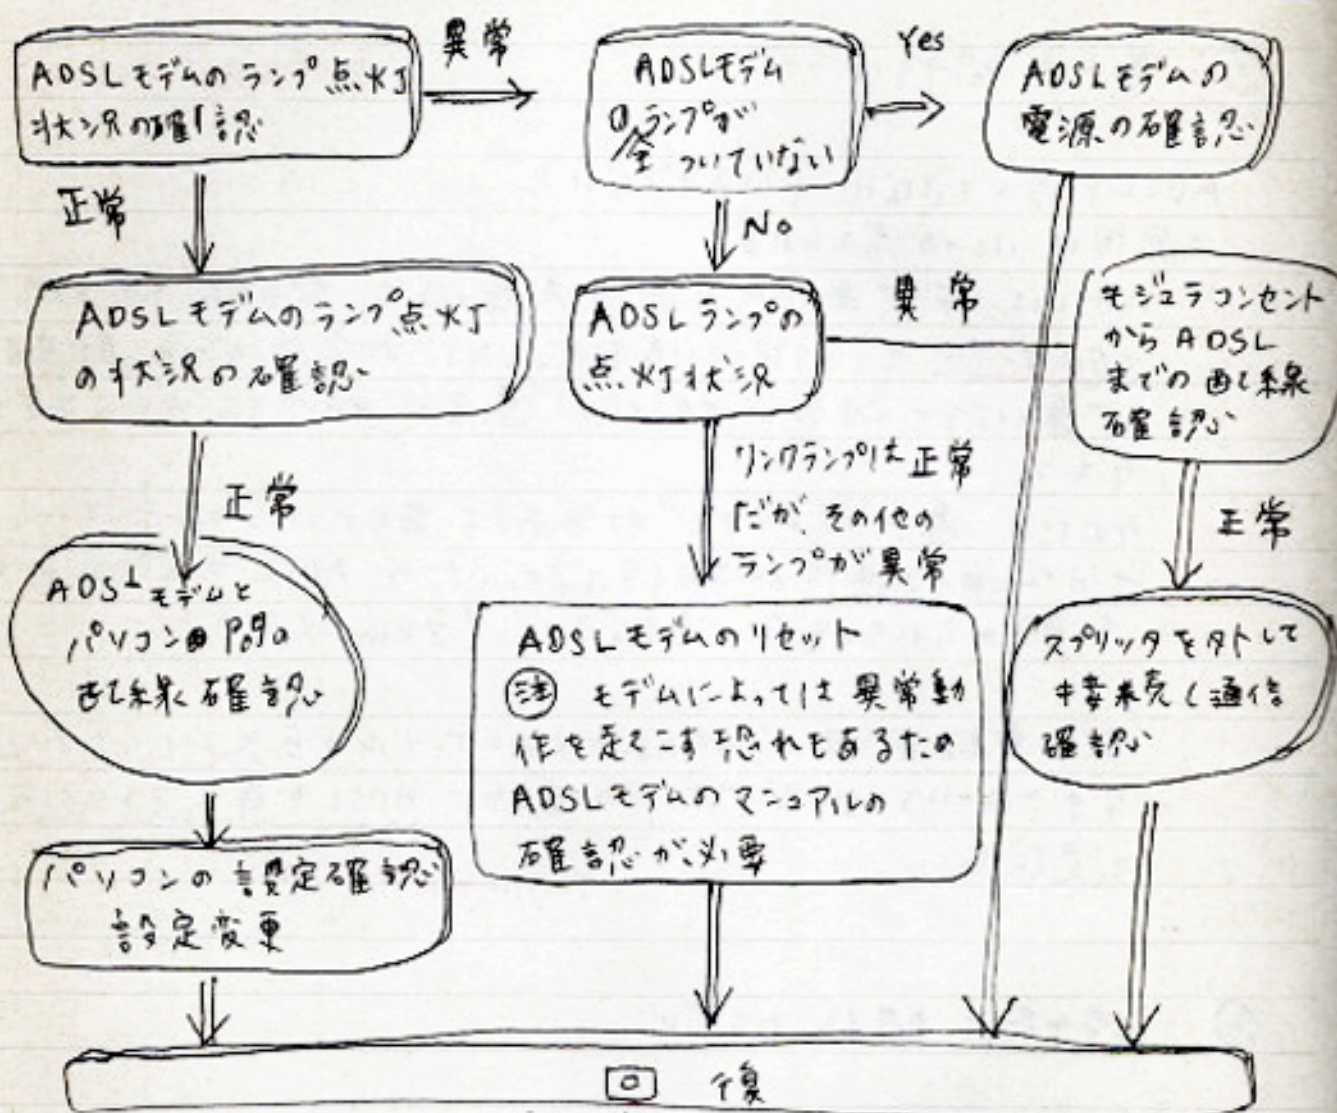 ADSLモデムのランプ点灯
状況の確認
異常
ADSLモデム
ランプが
全ついていない
Yes
ADSLモデムの
電源の確認
正常
No
ADSLモデムのランプ点灯
の状況の確認
ADSLランプの
点灯状況
異常
モジュラコンセント
からADSL
までの配線
確認
正常
リンクランプは正常
だが、その他の
ランプが異常
正常
ADSLモデムと
パソコン間の
配線確認
ADSLモデムのリセット
注 モデムによっては異常動
作を起こす恐れもあるため
ADSLモデムのマニュアルの
確認が必要
スプリッタを外して
接続し通信
確認
パソコンの設定確認
設定変更
回復